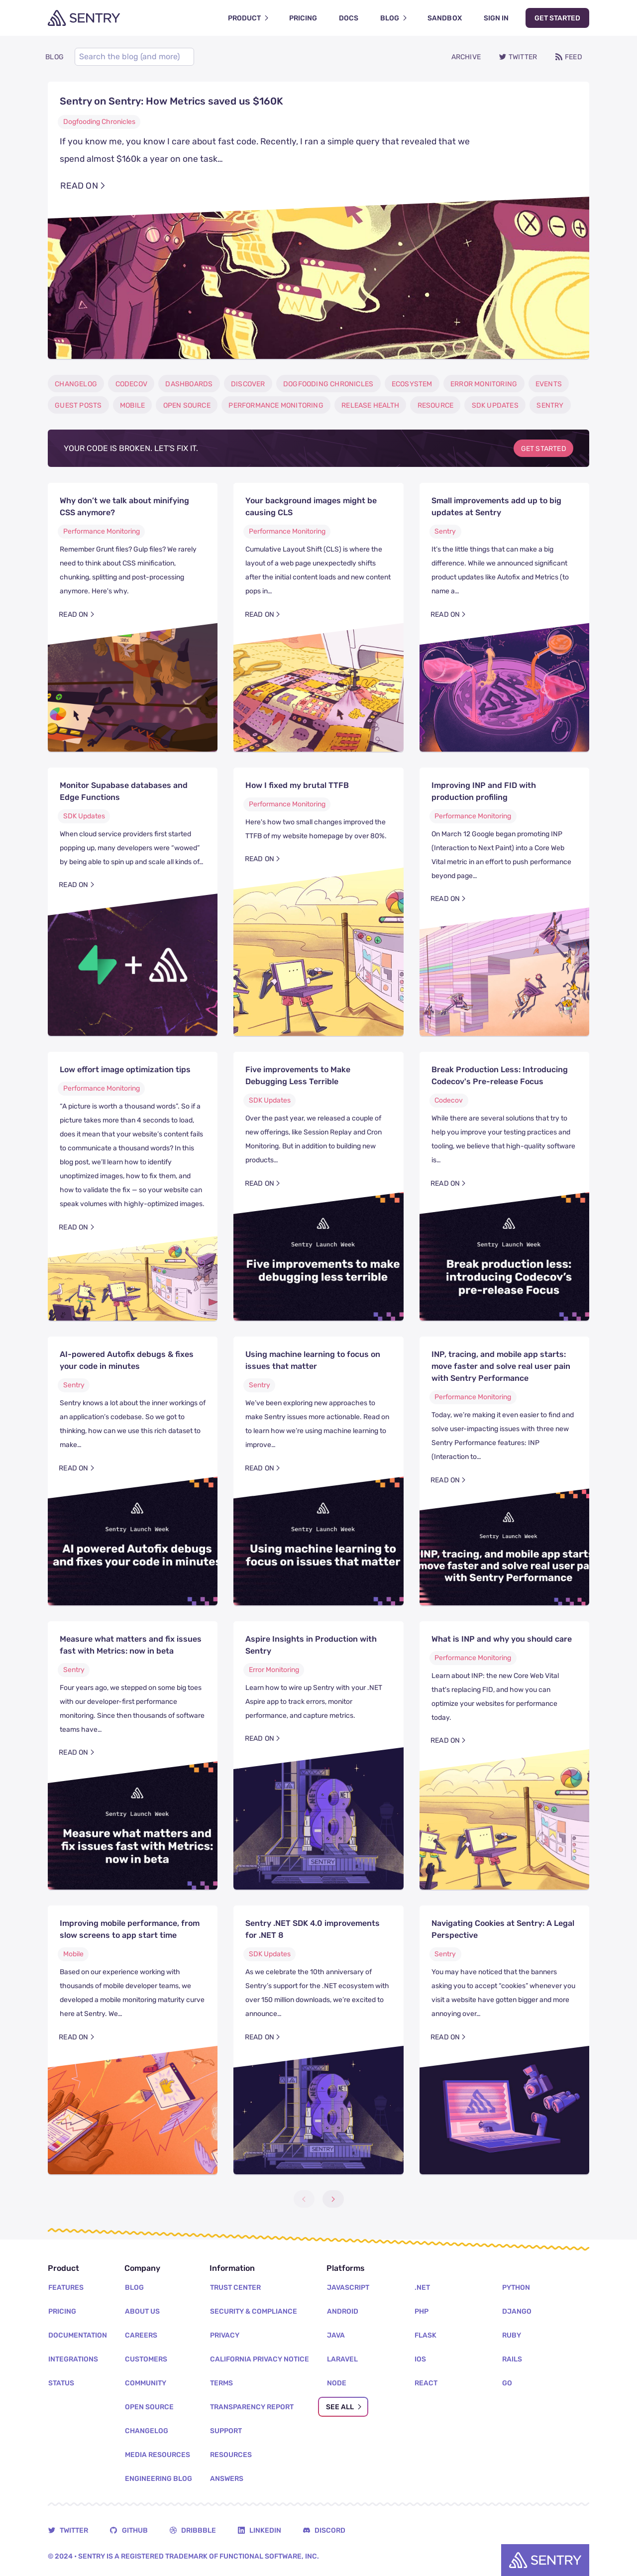 SENTRY
PRODUCT
PRICING
DOCS
BLOG
SANDBOX
SIGN IN
GET STARTED
BLOG
Search the blog (and more)
ARCHIVE
TWITTER
FEED
Sentry on Sentry: How Metrics saved us $160K
Dogfooding Chronicles
If you know me, you know I care about fast code. Recently, I ran a simple query that revealed that we
spend almost $160k a year on one task…
READ ON
CHANGELOG
CODECOV
DASHBOARDS
DISCOVER
DOGFOODING CHRONICLES
ECOSYSTEM
ERROR MONITORING
EVENTS
GUEST POSTS
MOBILE
OPEN SOURCE
PERFORMANCE MONITORING
RELEASE HEALTH
RESOURCE
SDK UPDATES
SENTRY
YOUR CODE IS BROKEN. LET'S FIX IT.
GET STARTED
Why don't we talk about minifying
CSS anymore?
Performance Monitoring
Remember Grunt files? Gulp files? We rarely
need to think about CSS minification,
chunking, splitting and post-processing
anymore. Here's why.
READ ON
Your background images might be
causing CLS
Performance Monitoring
Cumulative Layout Shift (CLS) is where the
layout of a web page unexpectedly shifts
after the initial content loads and new content
pops in…
READ ON
Small improvements add up to big
updates at Sentry
Sentry
It's the little things that can make a big
difference. While we announced significant
product updates like Autofix and Metrics (to
name a…
READ ON
Monitor Supabase databases and
Edge Functions
SDK Updates
When cloud service providers first started
popping up, many developers were “wowed”
by being able to spin up and scale all kinds of…
READ ON
How I fixed my brutal TTFB
Performance Monitoring
Here's how two small changes improved the
TTFB of my website homepage by over 80%.
READ ON
Improving INP and FID with
production profiling
Performance Monitoring
On March 12 Google began promoting INP
(Interaction to Next Paint) into a Core Web
Vital metric in an effort to push performance
beyond page…
READ ON
Low effort image optimization tips
Performance Monitoring
“A picture is worth a thousand words”. So if a
picture takes more than 4 seconds to load,
does it mean that your website's content fails
to communicate a thousand words? In this
blog post, we'll learn how to identify
unoptimized images, how to fix them, and
how to validate the fix — so your website can
speak volumes with highly-optimized images.
READ ON
Five improvements to Make
Debugging Less Terrible
SDK Updates
Over the past year, we released a couple of
new offerings, like Session Replay and Cron
Monitoring. But in addition to building new
products…
READ ON
Sentry Launch Week
Five improvements to make
debugging less terrible
Break Production Less: Introducing
Codecov's Pre-release Focus
Codecov
While there are several solutions that try to
help you improve your testing practices and
tooling, we believe that high-quality software
is…
READ ON
Sentry Launch Week
Break production less:
introducing Codecov's
pre-release Focus
AI-powered Autofix debugs & fixes
your code in minutes
Sentry
Sentry knows a lot about the inner workings of
an application's codebase. So we got to
thinking, how can we use this rich dataset to
make…
READ ON
Sentry Launch Week
AI powered Autofix debugs
and fixes your code in minutes
Using machine learning to focus on
issues that matter
Sentry
We've been exploring new approaches to
make Sentry issues more actionable. Read on
to learn how we're using machine learning to
improve…
READ ON
Sentry Launch Week
Using machine learning to
focus on issues that matter
INP, tracing, and mobile app starts:
move faster and solve real user pain
with Sentry Performance
Performance Monitoring
Today, we're making it even easier to find and
solve user-impacting issues with three new
Sentry Performance features: INP
(Interaction to…
READ ON
Sentry Launch Week
INP, tracing, and mobile app starts
move faster and solve real user pa
with Sentry Performance
Measure what matters and fix issues
fast with Metrics: now in beta
Sentry
Four years ago, we stepped on some big toes
with our developer-first performance
monitoring. Since then thousands of software
teams have…
READ ON
Sentry Launch Week
Measure what matters and
fix issues fast with Metrics:
now in beta
Aspire Insights in Production with
Sentry
Error Monitoring
Learn how to wire up Sentry with your .NET
Aspire app to track errors, monitor
performance, and capture metrics.
READ ON
.NET
SENTRY
What is INP and why you should care
Performance Monitoring
Learn about INP: the new Core Web Vital
that's replacing FID, and how you can
optimize your websites for performance
today.
READ ON
Improving mobile performance, from
slow screens to app start time
Mobile
Based on our experience working with
thousands of mobile developer teams, we
developed a mobile monitoring maturity curve
here at Sentry. We…
READ ON
Sentry .NET SDK 4.0 improvements
for .NET 8
SDK Updates
As we celebrate the 10th anniversary of
Sentry's support for the .NET ecosystem with
over 150 million downloads, we're excited to
announce…
READ ON
.NET
SENTRY
Navigating Cookies at Sentry: A Legal
Perspective
Sentry
You may have noticed that the banners
asking you to accept “cookies” whenever you
visit a website have gotten bigger and more
annoying over…
READ ON
Product
FEATURES
PRICING
DOCUMENTATION
INTEGRATIONS
STATUS
Company
BLOG
ABOUT US
CAREERS
CUSTOMERS
COMMUNITY
OPEN SOURCE
CHANGELOG
MEDIA RESOURCES
ENGINEERING BLOG
Information
TRUST CENTER
SECURITY & COMPLIANCE
PRIVACY
CALIFORNIA PRIVACY NOTICE
TERMS
TRANSPARENCY REPORT
SUPPORT
RESOURCES
ANSWERS
Platforms
JAVASCRIPT
ANDROID
JAVA
LARAVEL
NODE
SEE ALL
.NET
PHP
FLASK
IOS
REACT
PYTHON
DJANGO
RUBY
RAILS
GO
TWITTER
GITHUB
DRIBBBLE
LINKEDIN
DISCORD
© 2024 • SENTRY IS A REGISTERED TRADEMARK OF FUNCTIONAL SOFTWARE, INC.
SENTRY